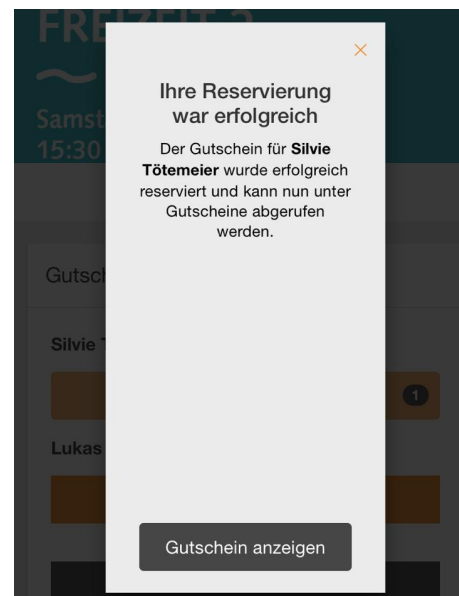 FREIZEIT 2
Samst
15:30
Ihre Reservierung
war erfolgreich
Der Gutschein für Silvie
Tötemeier wurde erfolgreich
reserviert und kann nun unter
Gutscheine abgerufen
werden.
Gutsch
Silvie T
1
Lukas
Gutschein anzeigen